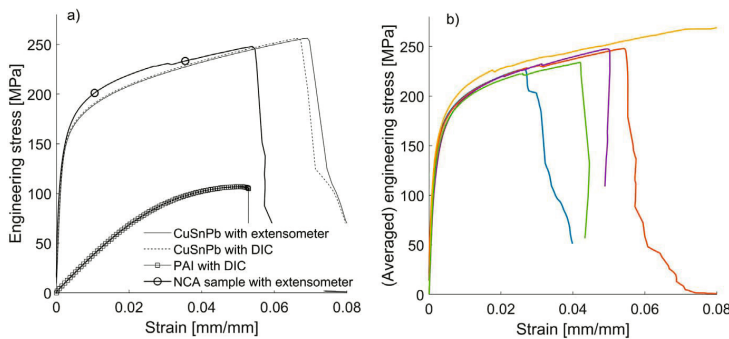 a)
Engineering stress [MPa]
250
200
150
100
50
0
CuSnPb with extensometer
CuSnPb with DIC
PAI with DIC
NCA sample with extensometer
0 0.02 0.04 0.06 0.08
Strain [mm/mm]
b)
(Averaged) engineering stress [MPa]
250
200
150
100
50
0
0 0.02 0.04 0.06 0.08
Strain [mm/mm]